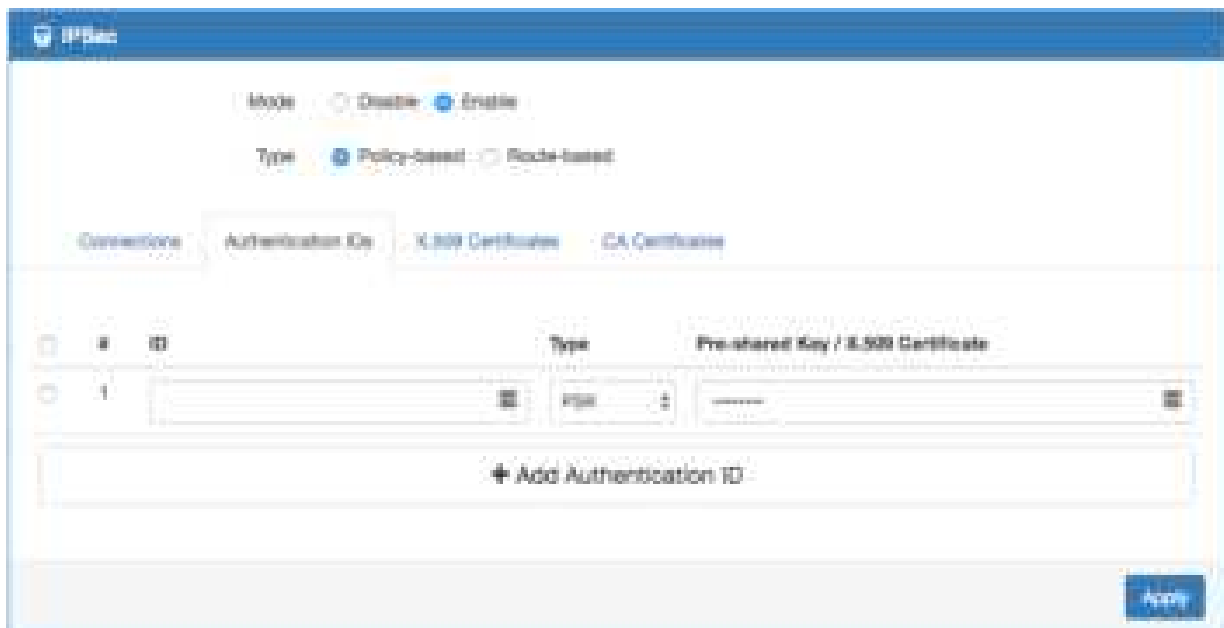 IPSec
Mode Disable Enable
Type Policy-based Route-based
Connections Authentication IDs X.509 Certificates CA Certificates
# ID Type Pre-shared Key / X.509 Certificate
1 PSK
+ Add Authentication ID
Apply